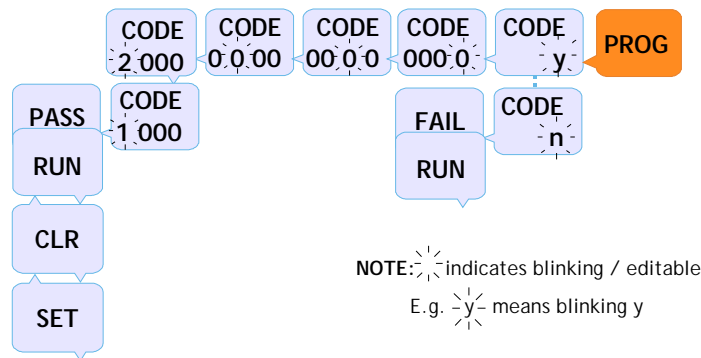 CODE
2 000
CODE
0 0 00
CODE
00 0 0
CODE
000 0
CODE
y
PROG
PASS
CODE
1 000
FAIL
CODE
n
RUN
RUN
CLR
SET
NOTE: indicates blinking / editable
E.g. y means blinking y